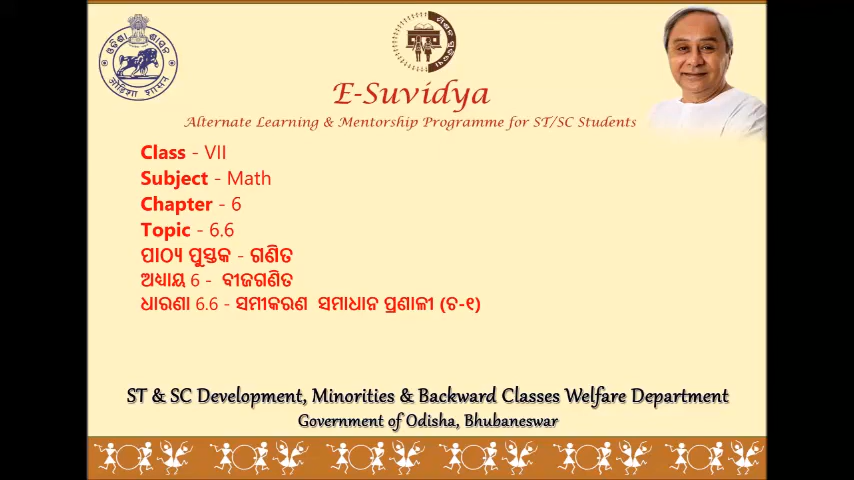 E-Suvidya
Alternate Learning & Mentorship Programme for ST/SC Students
Class - VII
Subject - Math
Chapter - 6
Topic - 6.6
ପାଠ୍ୟ ପୁସ୍ତକ - ଗଣିତ
ଅଧ୍ୟାୟ 6 - ବୀଜଗଣିତ
ଧାରଣା 6.6 - ସମୀକରଣ ସମାଧାନ ପ୍ରଣାଳୀ (ଚ-୧)
ST & SC Development, Minorities & Backward Classes Welfare Department
Government of Odisha, Bhubaneswar